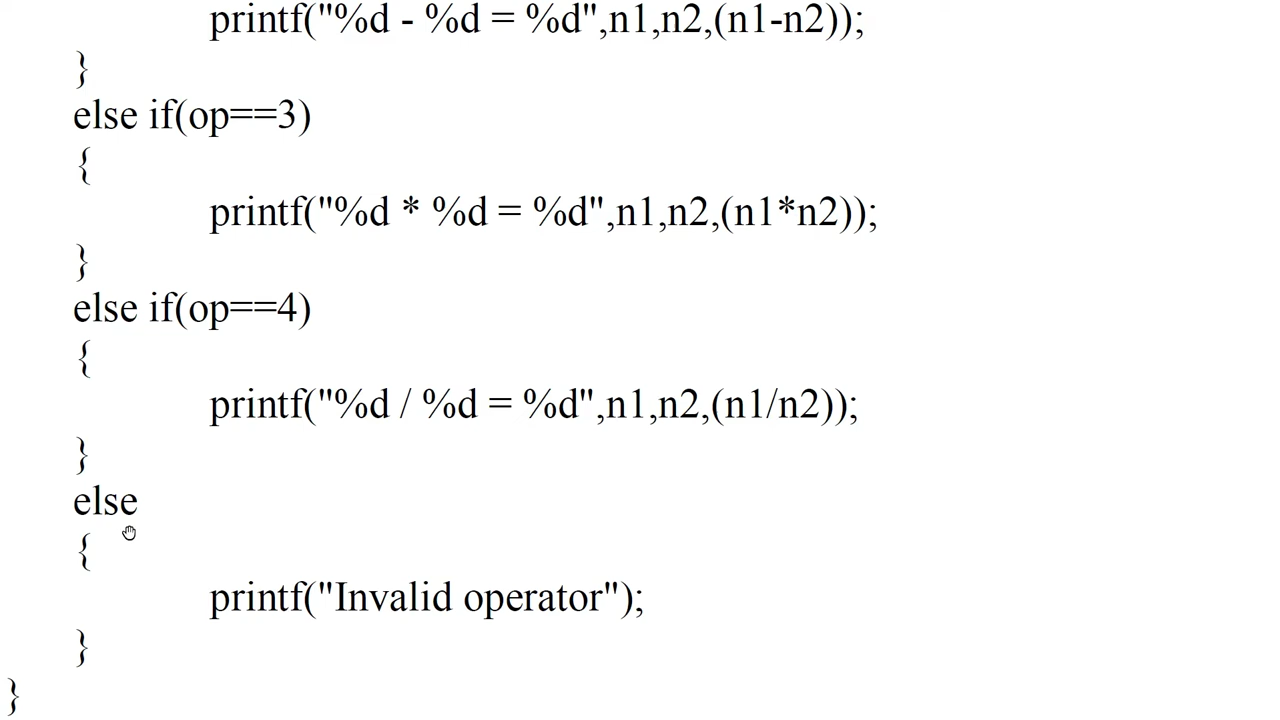 printf("%d - %d = %d",n1,n2,(n1-n2));
}
else if(op==3)
{
printf("%d * %d = %d",n1,n2,(n1*n2));
}
else if(op==4)
{
printf("%d / %d = %d",n1,n2,(n1/n2));
}
else
{
printf("Invalid operator");
}
}